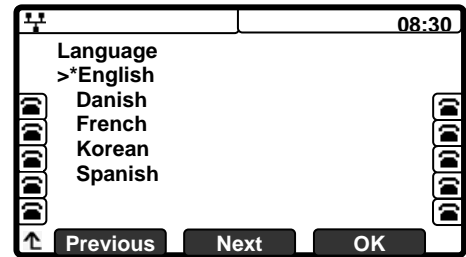 08:30
Language
>*English
Danish
French
Korean
Spanish
Previous Next OK